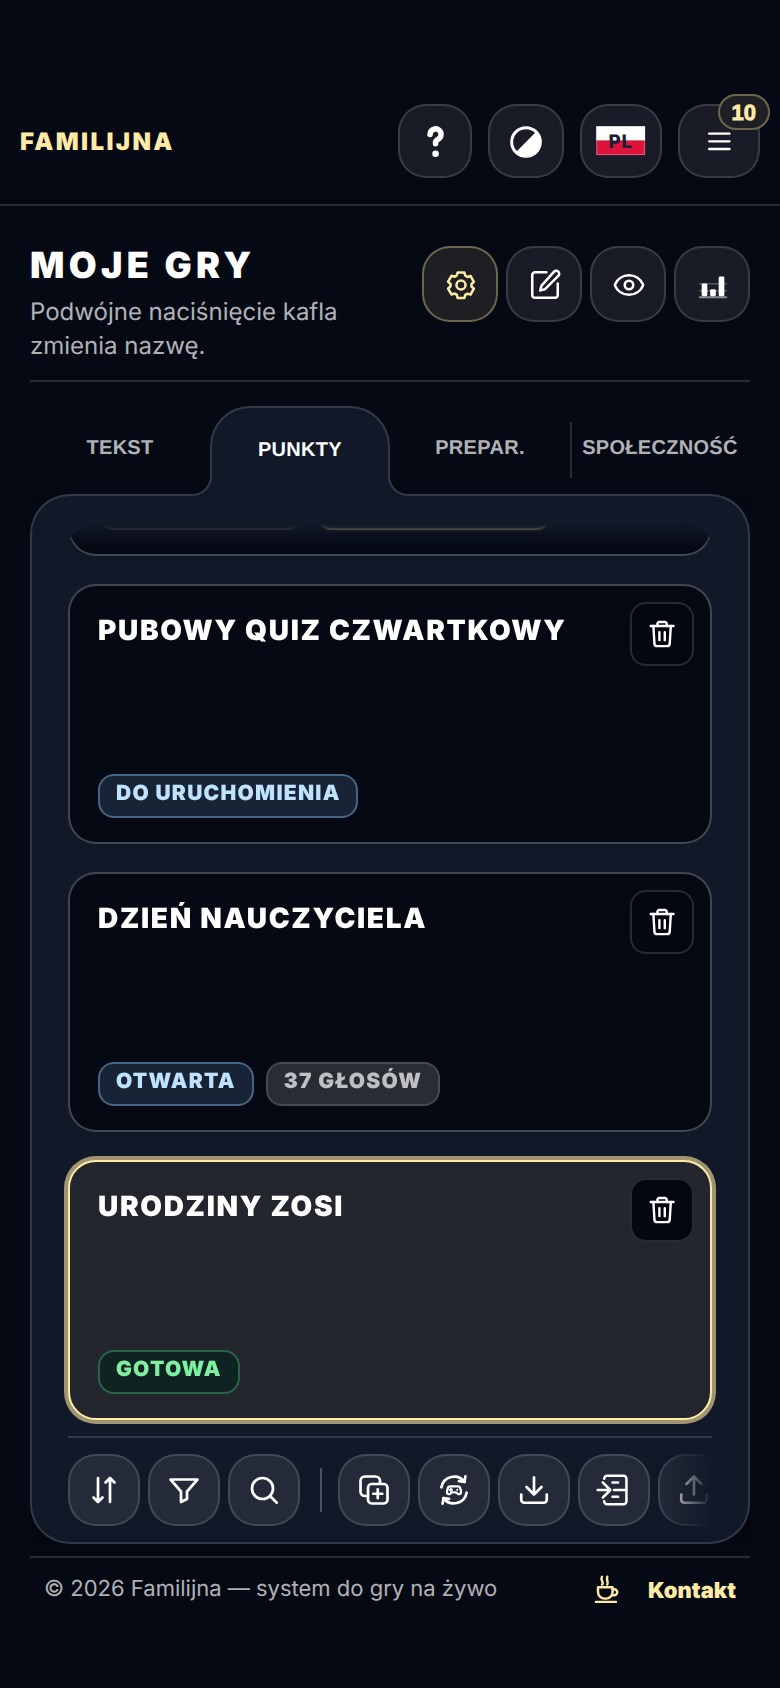 FAMILIJNA
?
PL
10
MOJE GRY
Podwójne naciśnięcie kafla
zmienia nazwę.
TEKST
PUNKTY
PREPAR.
SPOŁECZNOŚĆ
PUBOWY QUIZ CZWARTKOWY
DO URUCHOMIENIA
DZIEŃ NAUCZYCIELA
OTWARTA
37 GŁOSÓW
URODZINY ZOSI
GOTOWA
© 2026 Familijna — system do gry na żywo
Kontakt